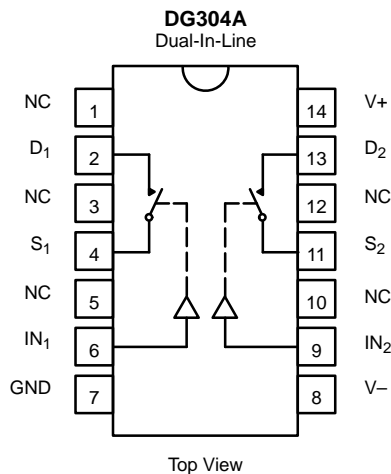 DG304A
Dual-In-Line
NC 1 14 V+
D1 2 13 D2
NC 3 12 NC
S1 4 11 S2
NC 5 10 NC
IN1 6 9 IN2
GND 7 8 V–
Top View